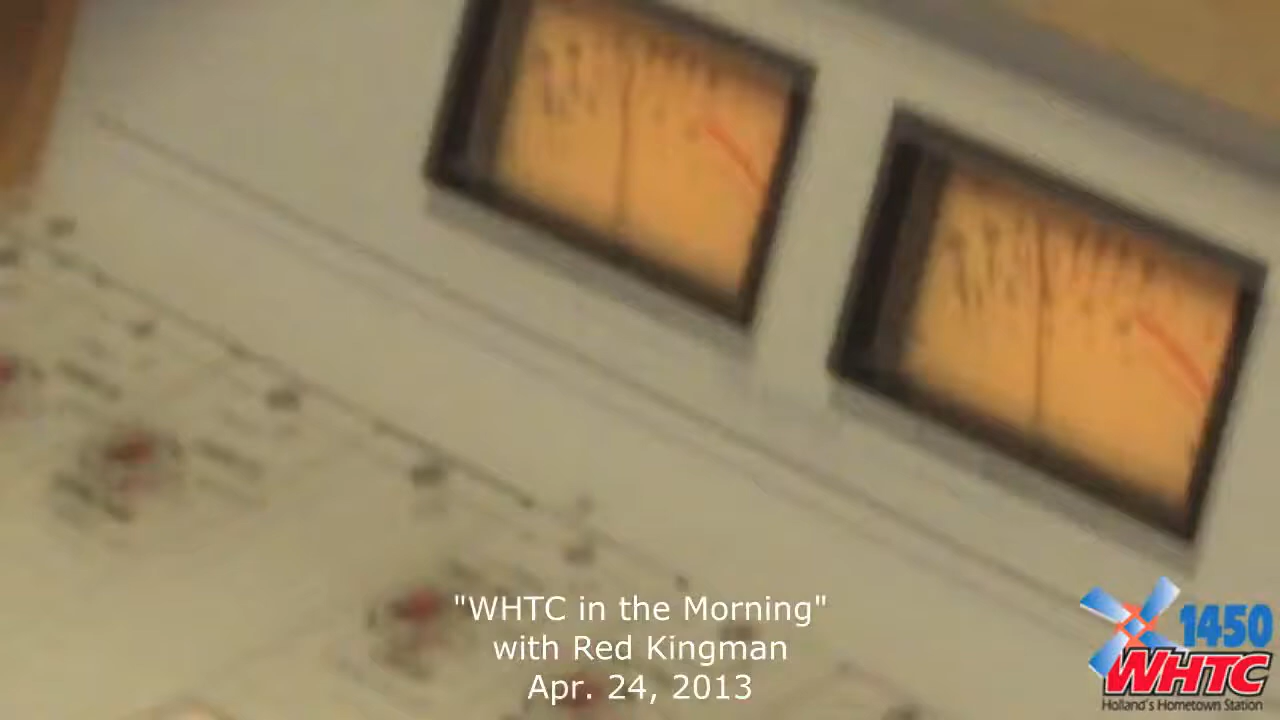 "WHTC in the Morning"
with Red Kingman
Apr. 24, 2013
1450
WHTC
Holland's Hometown Station